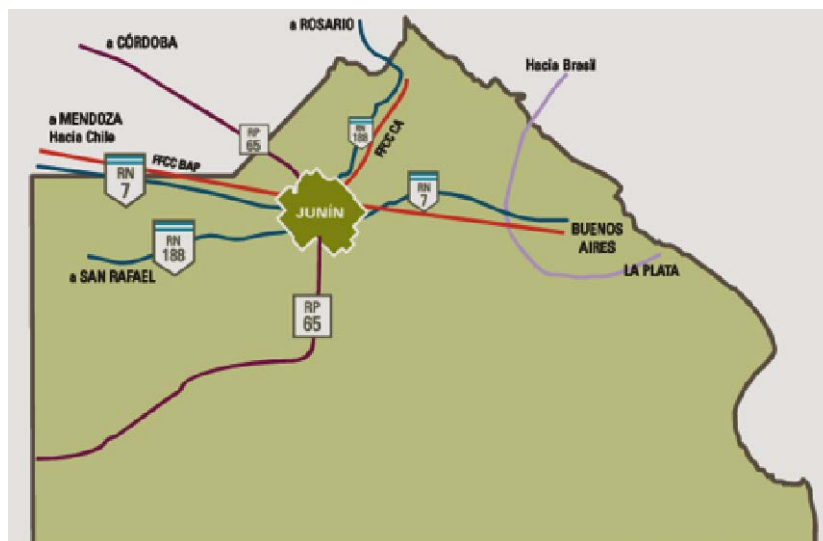 a ROSARIO
a CÓRDOBA
Hacia Brasil
a MENDOZA
Hacia Chile
RP
65
RN
188
FFCC CA
FFCC BAP
RN
7
RN
7
JUNÍN
RN
188
BUENOS
AIRES
a SAN RAFAEL
LA PLATA
RP
65